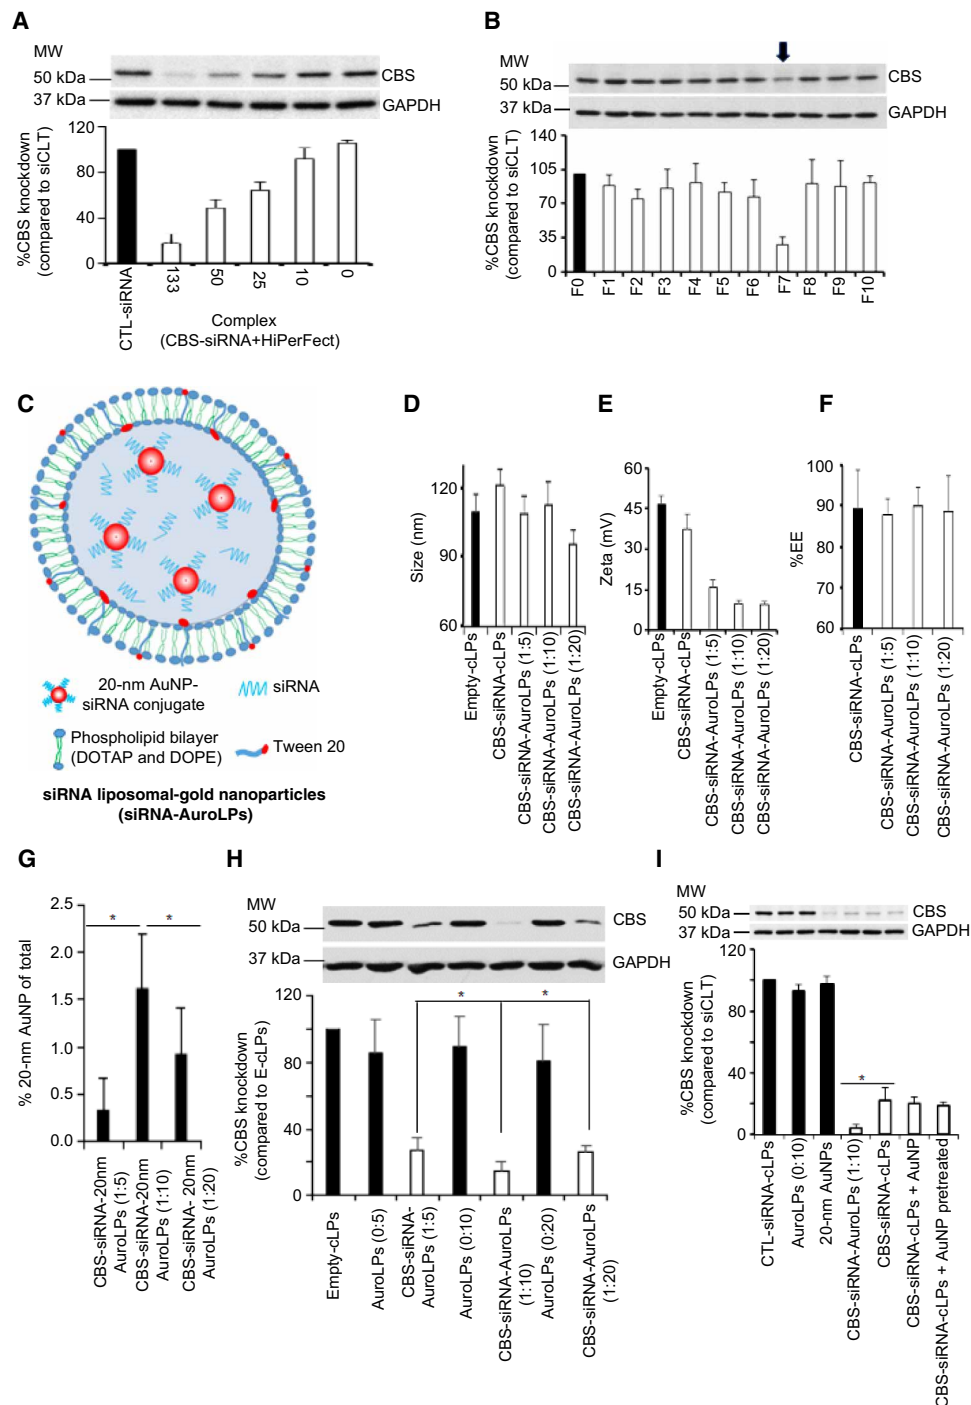 A
MW
50 kDa
CBS
37 kDa
GAPDH
%CBS knockdown
(compared to siCLT)
120
80
40
0
CTL-siRNA
133
50
25
10
0
Complex
(CBS-siRNA+HiPerFect)
B
MW
50 kDa
CBS
37 kDa
GAPDH
%CBS knockdown
(compared to siCLT)
140
105
70
35
0
F0
F1
F2
F3
F4
F5
F6
F7
F8
F9
F10
C
20-nm AuNP-
siRNA conjugate
siRNA
Phospholipid bilayer
(DOTAP and DOPE)
Tween 20
siRNA liposomal-gold nanoparticles
(siRNA-AuroLPs)
D
Size (nm)
120
90
60
Empty-cLPs
CBS-siRNA-cLPs
CBS-siRNA-AuroLPs (1:5)
CBS-siRNA-AuroLPs (1:10)
CBS-siRNA-AuroLPs (1:20)
E
Zeta (mV)
60
45
30
15
0
Empty-cLPs
CBS-siRNA-cLPs
CBS-siRNA-AuroLPs (1:5)
CBS-siRNA-AuroLPs (1:10)
CBS-siRNA-AuroLPs (1:20)
F
%EE
100
90
80
70
60
CBS-siRNA-cLPs
CBS-siRNA-AuroLPs (1:5)
CBS-siRNA-AuroLPs (1:10)
CBS-siRNA-AuroLPs (1:20)
G
% 20-nm AuNP of total
2.5
2.0
1.5
1.0
0.5
0.0
*
*
CBS-siRNA-20nm
AuroLPs (1:5)
CBS-siRNA-20nm
AuroLPs (1:10)
CBS-siRNA- 20nm
AuroLPs (1:20)
H
MW
50 kDa
CBS
37 kDa
GAPDH
%CBS knockdown
(compared to E-cLPs)
120
80
40
0
*
*
Empty-cLPs
AuroLPs (0:5)
CBS-siRNA-
AuroLPs (1:5)
AuroLPs (0:10)
CBS-siRNA-AuroLPs
(1:10)
AuroLPs (0:20)
CBS-siRNA-AuroLPs
(1:20)
I
MW
50 kDa
CBS
37 kDa
GAPDH
%CBS knockdown
(compared to siCLT)
120
80
40
0
*
CTL-siRNA-cLPs
AuroLPs (0:10)
20-nm AuNPs
CBS-siRNA-AuroLPs (1:10)
CBS-siRNA-cLPs
CBS-siRNA-cLPs + AuNP
CBS-siRNA-cLPs + AuNP pretreated